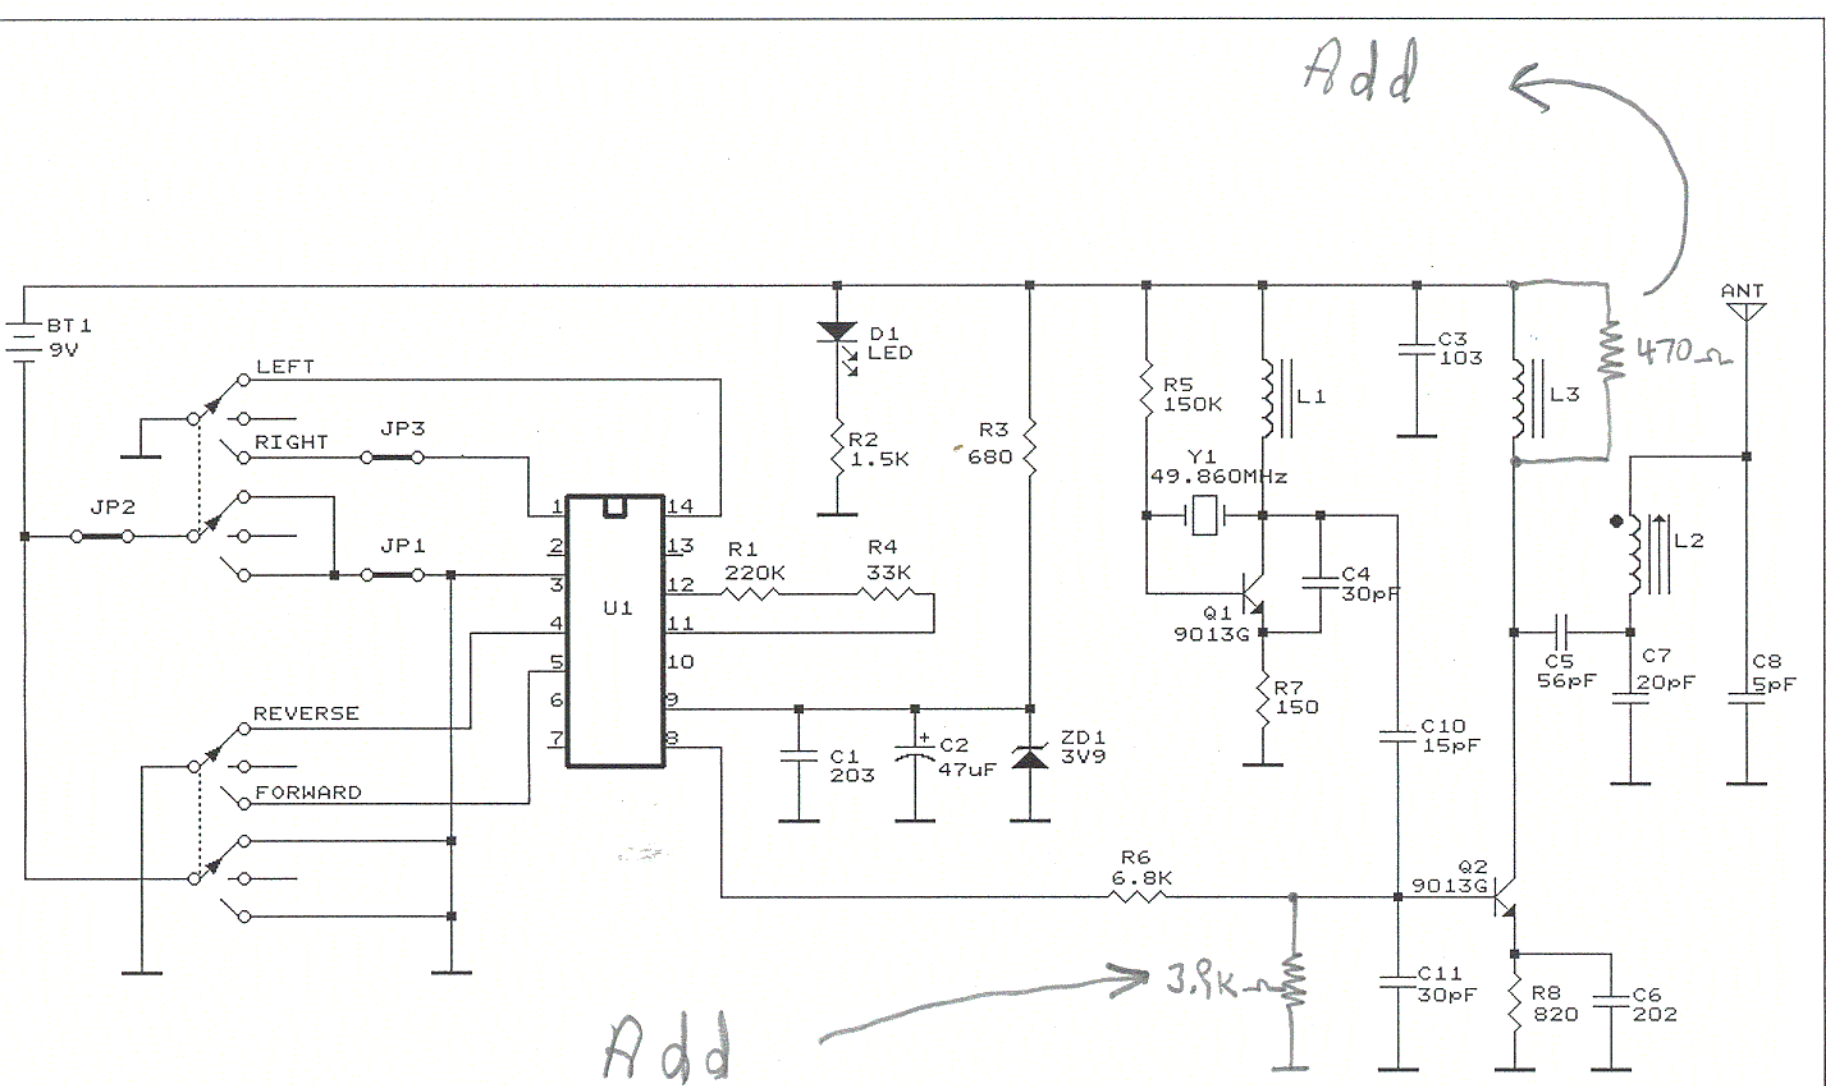 Add
ANT
BT1
9V
LEFT
D1
LED
C3
103
470Ω
R5
150K
L1
L3
JP3
RIGHT
R2
1.5K
R3
680
Y1
49.860MHz
JP2
JP1
1
14
2
13
3
12
4
11
5
10
6
9
7
8
U1
R1
220K
R4
33K
L2
C4
30pF
Q1
9013G
C5
56pF
C7
20pF
C8
5pF
R7
150
REVERSE
FORWARD
C1
203
+
C2
47uF
ZD1
3V9
C10
15pF
R6
6.8K
Q2
9013G
3.9KΩ
C11
30pF
R8
820
C6
202
Add